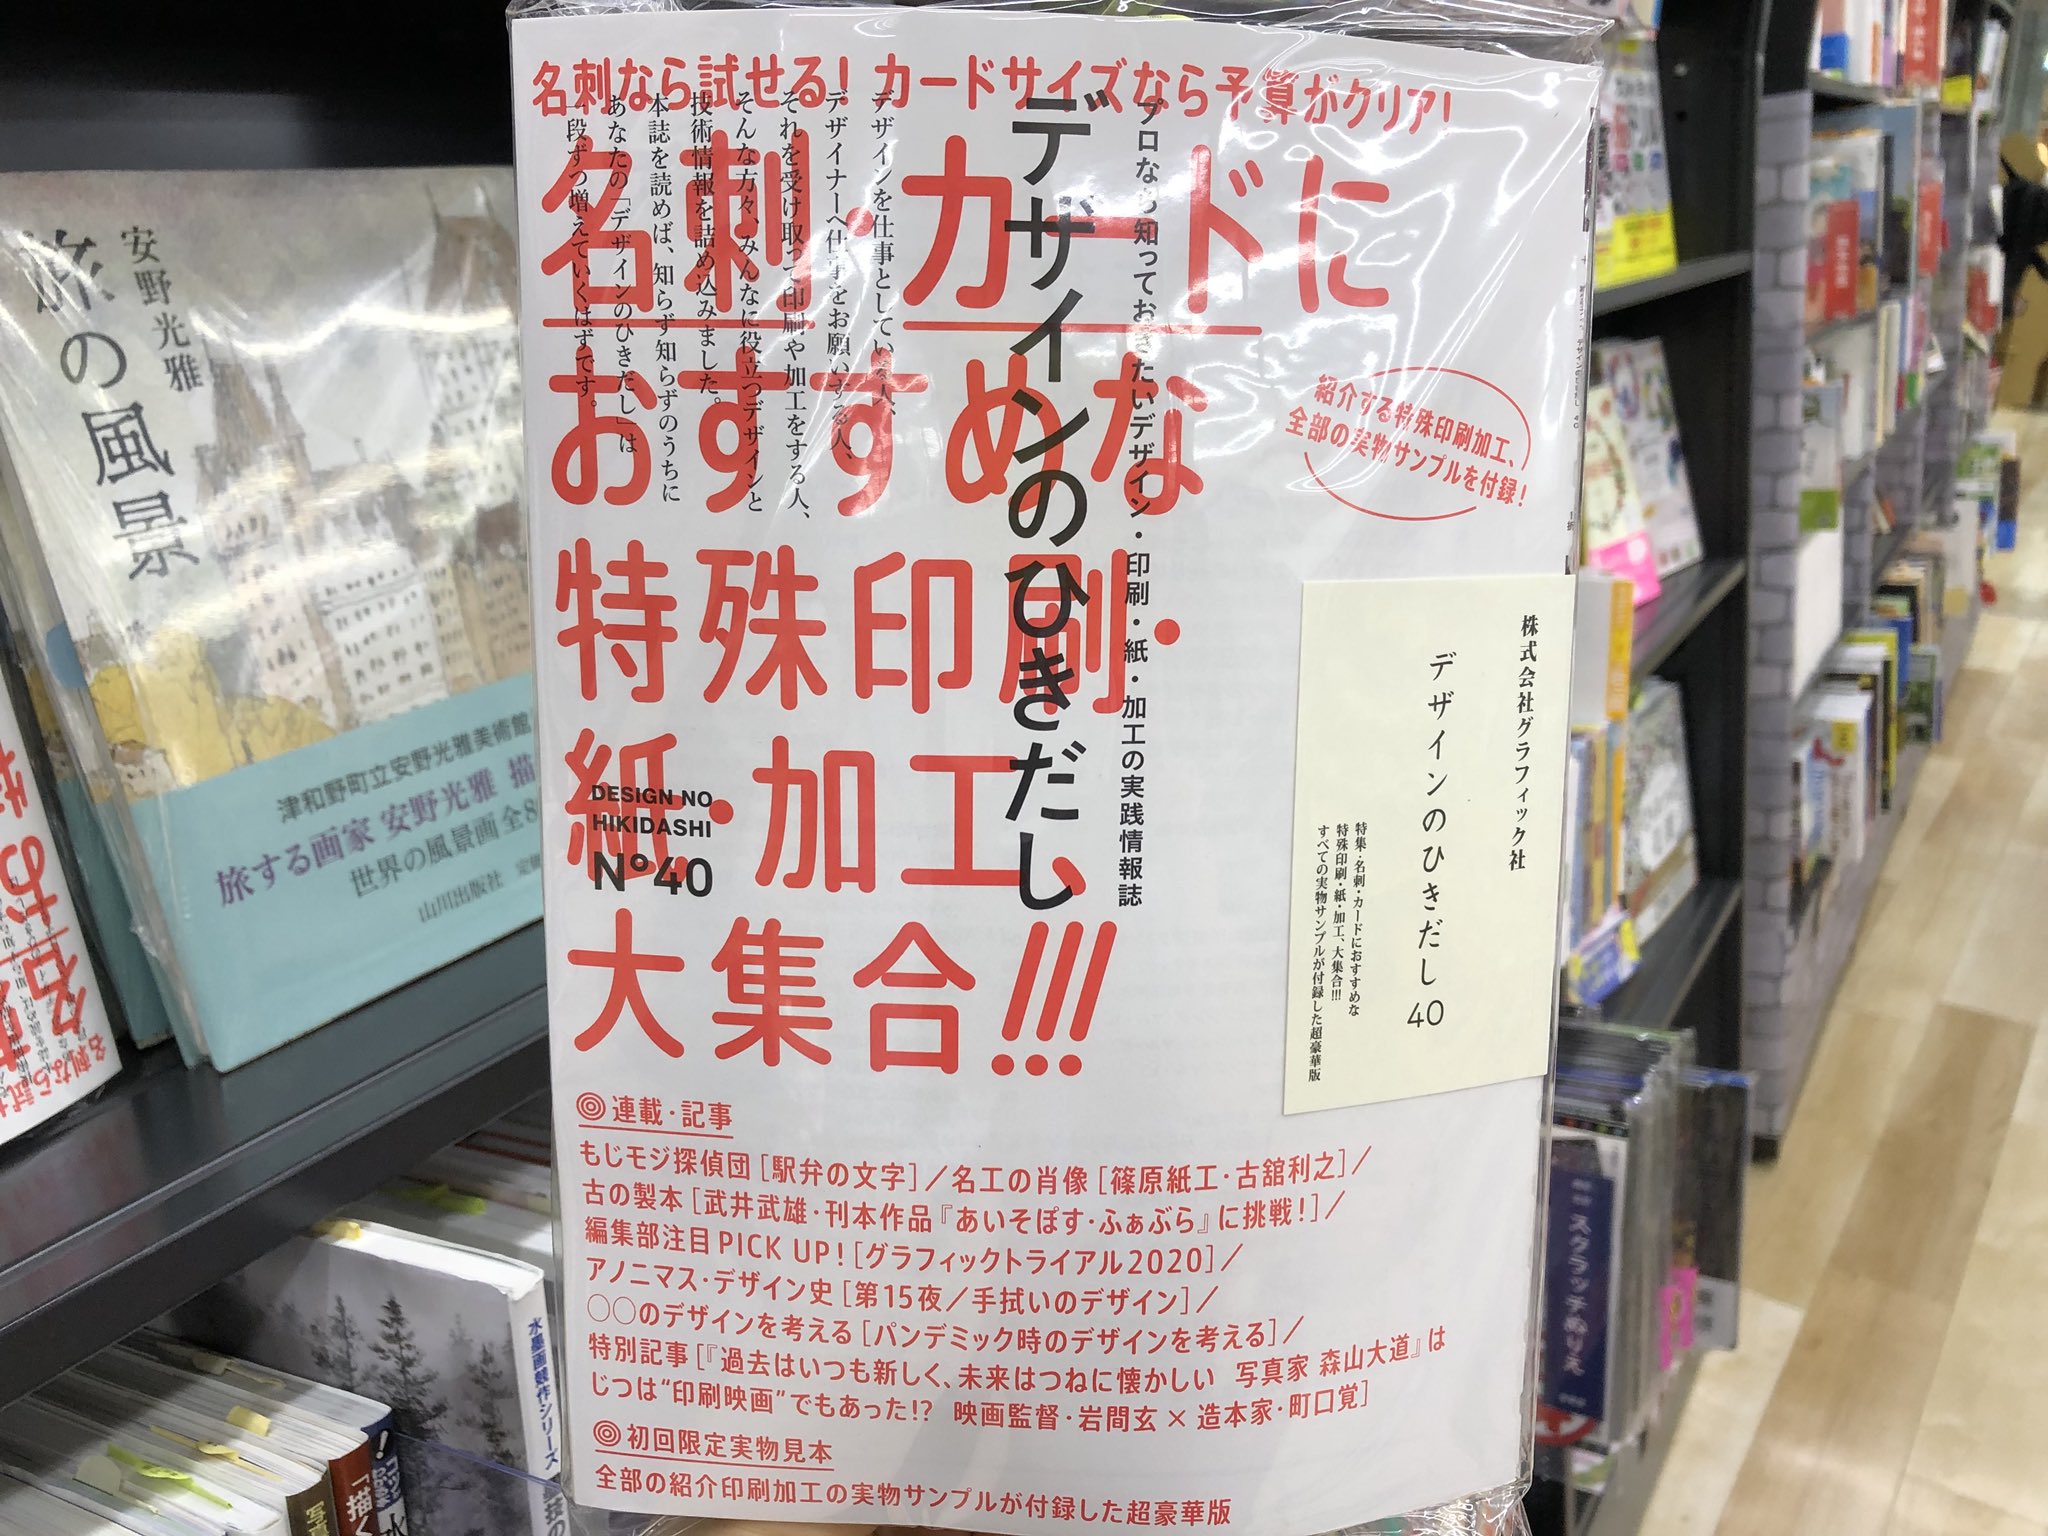 名刺なら試せる！ カードサイズなら予算がクリア！
名刺・カードに
おすすめな
特殊印刷・
紙・加工、
大集合!!!
デザインのひきだし
プロなら知っておきたいデザイン・印刷・紙・加工の実践情報誌
デザインを仕事としている人、
デザイナーへ仕事をお願いする人、
それを受け取って印刷や加工をする人、
そんな方々、みんなに役立つデザインと
技術情報を詰め込みました。
本誌を読めば、知らず知らずのうちに
あなたの「デザインのひきだし」は
一段ずつ増えていくはずです。
DESIGN NO
HIKIDASHI
Nº40
紹介する特殊印刷加工、
全部の実物サンプルを付録！
株式会社グラフィック社
デザインのひきだし 40
特集・名刺・カードにおすすめな
特殊印刷・紙・加工、大集合!!!
すべての実物サンプルが付録した超豪華版
◎連載・記事
もじモジ探偵団［駅弁の文字］／名工の肖像［篠原紙工・古舘利之］／
古の製本［武井武雄・刊本作品『あいそぽす・ふぁぶら』に挑戦！］／
編集部注目 PICK UP！［グラフィックトライアル2020］／
アノニマス・デザイン史［第15夜／手拭いのデザイン］／
○○のデザインを考える［パンデミック時のデザインを考える］／
特別記事［『過去はいつも新しく、未来はつねに懐かしい 写真家 森山大道』は
じつは“印刷映画”でもあった!? 映画監督・岩間玄×造本家・町口覚］
◎初回限定実物見本
全部の紹介印刷加工の実物サンプルが付録した超豪華版
安野光雅
旅の風景
津和野町立安野光雅美術館
旅する画家 安野光雅 描
世界の風景画全8
山川出版社
水墨画競作シリーズ
スクラッチぬりえ